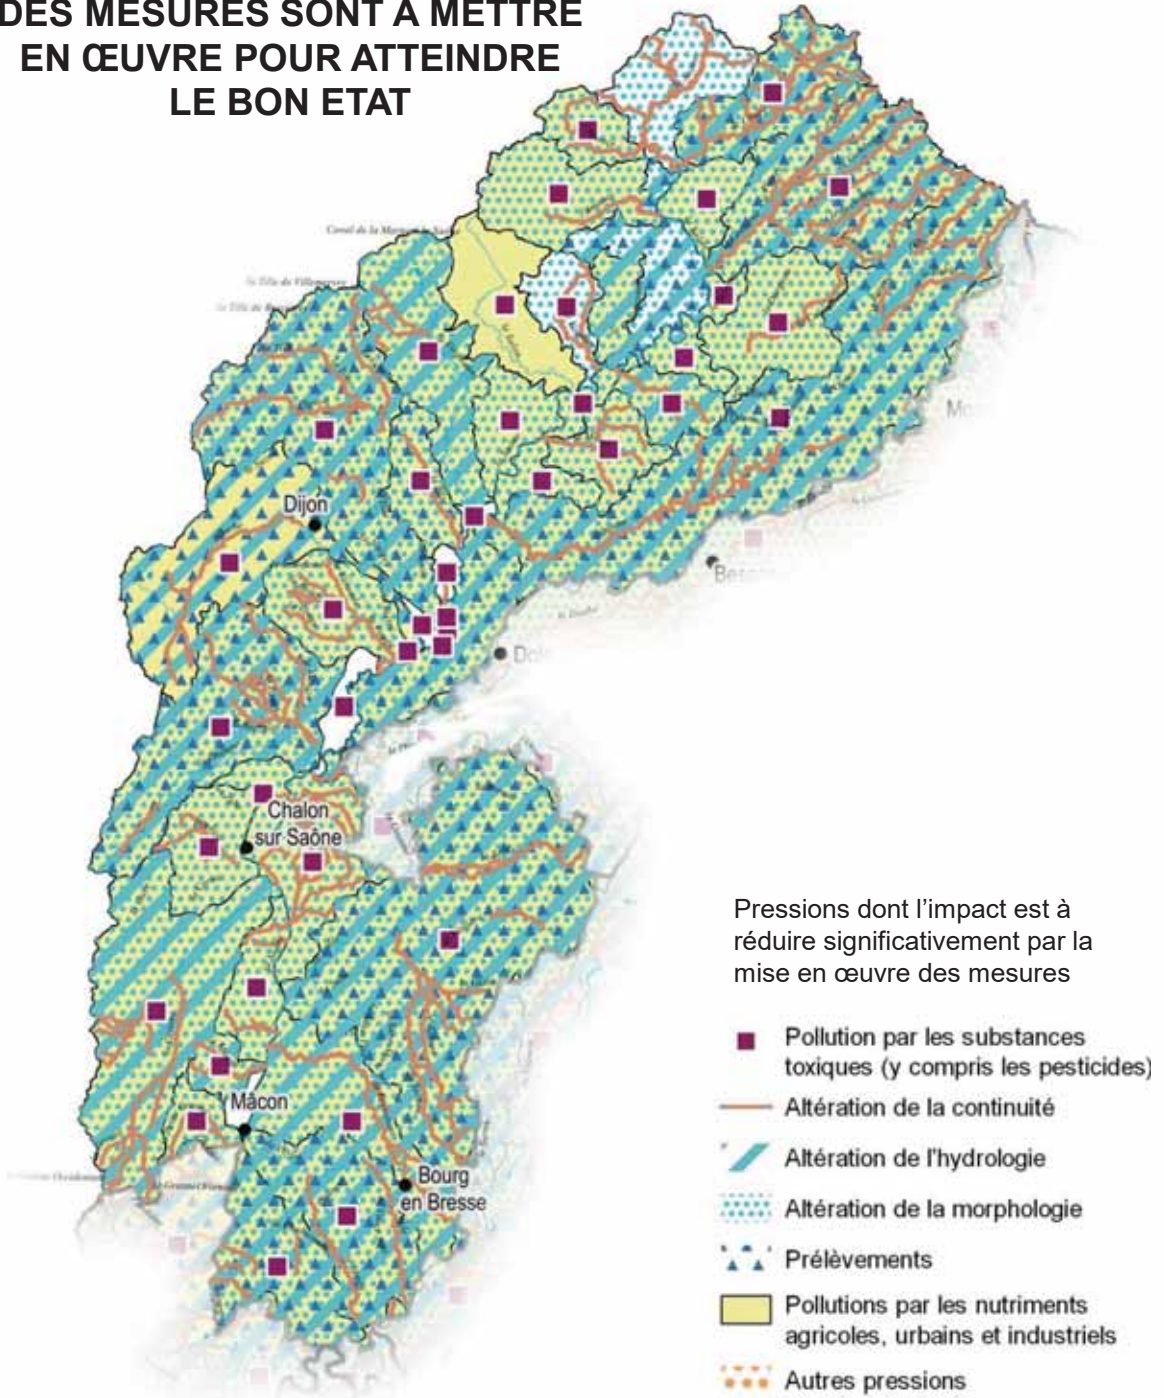 DES MESURES SONT A METTRE
EN ŒUVRE POUR ATTEINDRE
LE BON ETAT
Dijon
Chalon
sur Saône
Mâcon
Bourg
en Bresse
Pressions dont l'impact est à
réduire significativement par la
mise en œuvre des mesures
Pollution par les substances
toxiques (y compris les pesticides)
Altération de la continuité
Altération de l'hydrologie
Altération de la morphologie
Prélèvements
Pollutions par les nutriments
agricoles, urbains et industriels
Autres pressions